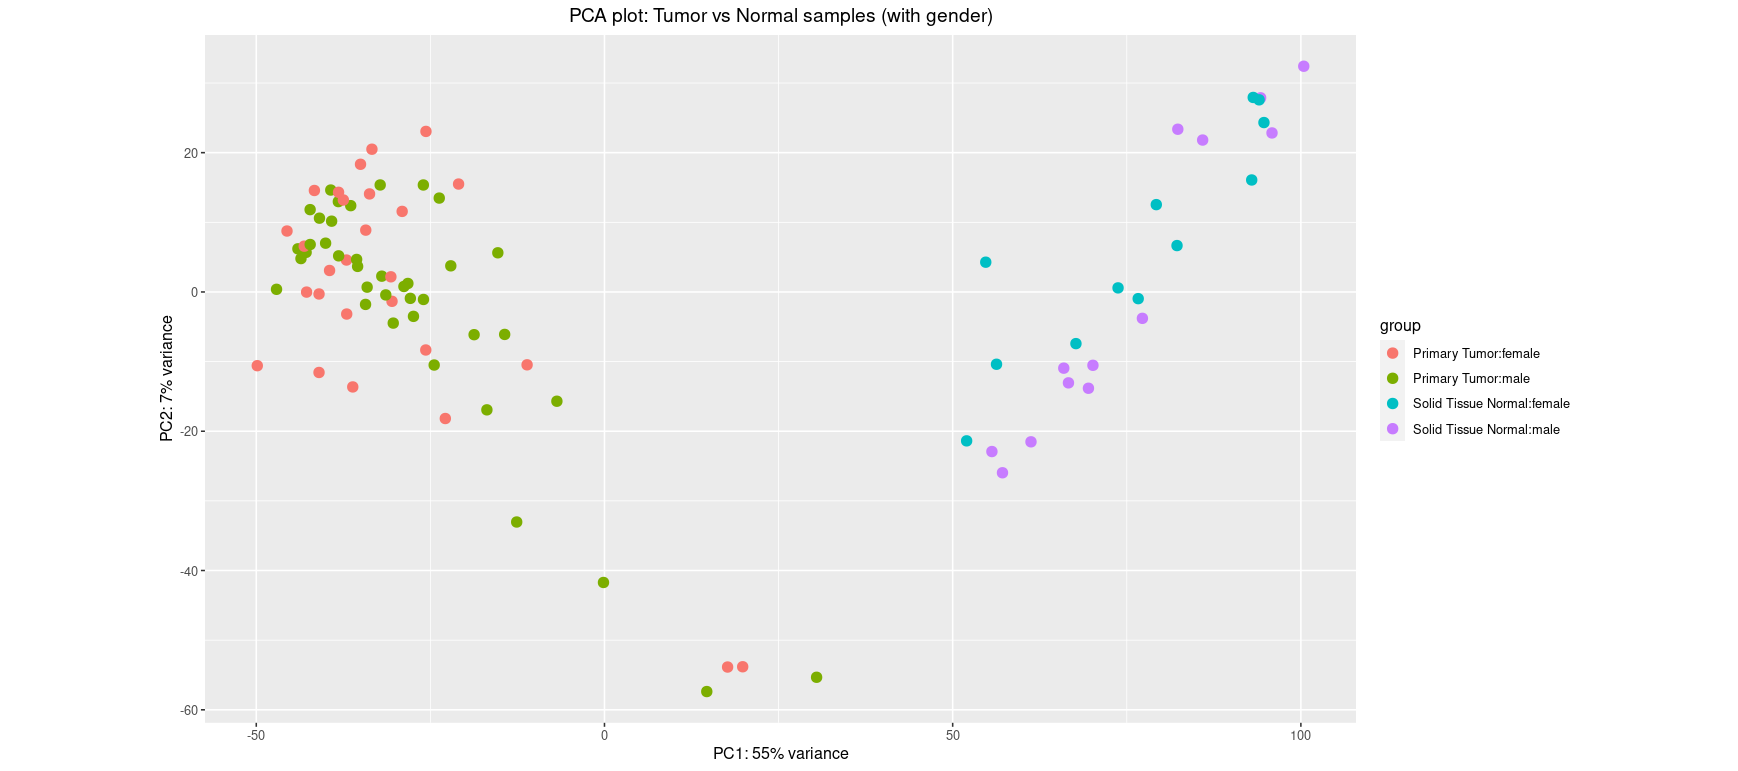 PCA plot: Tumor vs Normal samples (with gender)
PC2: 7% variance
20
0
-20
-40
-60
-50
0
50
100
PC1: 55% variance
group
Primary Tumor:female
Primary Tumor:male
Solid Tissue Normal:female
Solid Tissue Normal:male